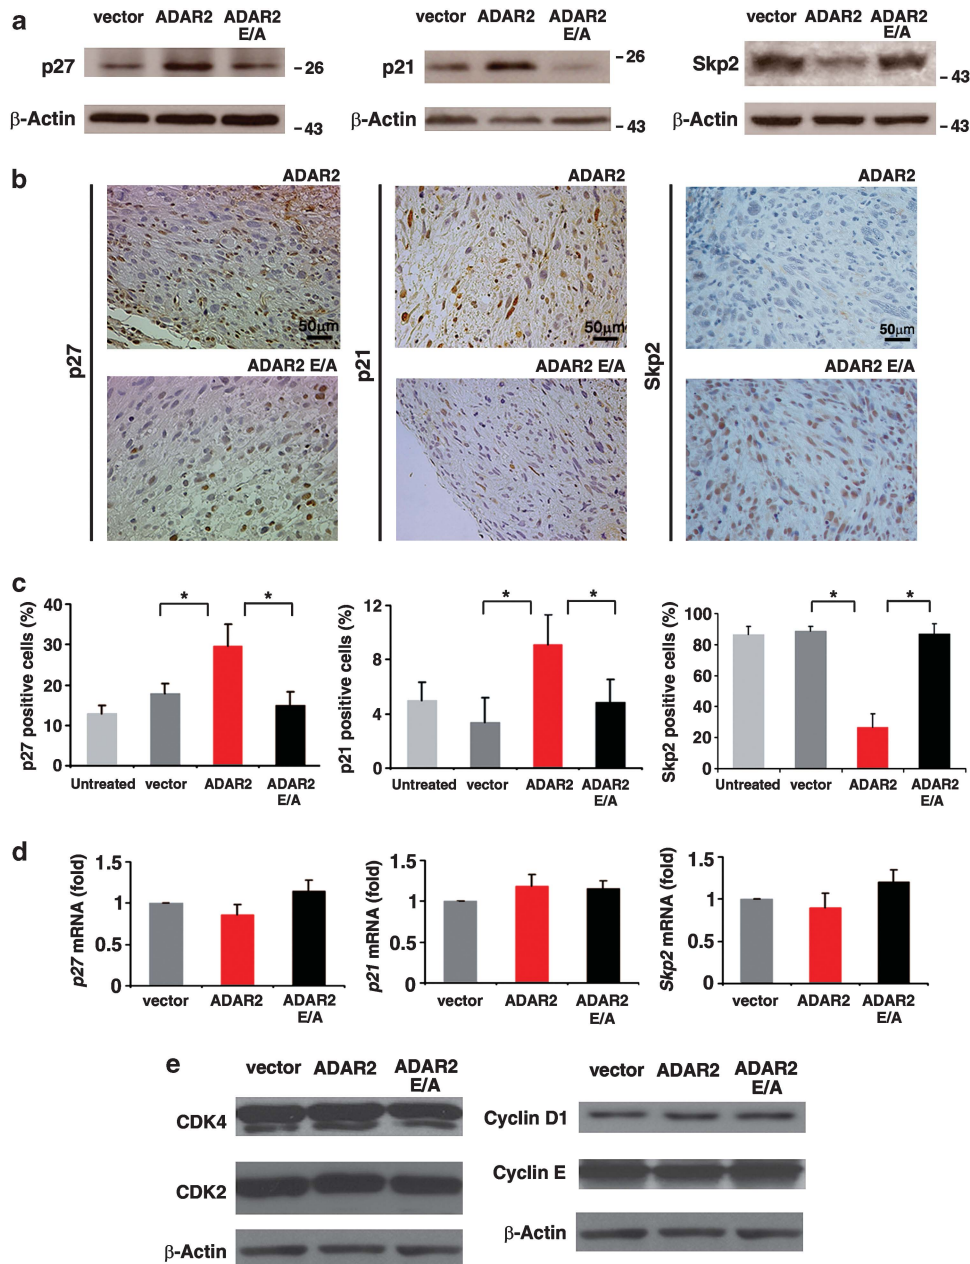 a
vector ADAR2 ADAR2 E/A
p27 - 26
β-Actin - 43
vector ADAR2 ADAR2 E/A
p21 - 26
β-Actin - 43
vector ADAR2 ADAR2 E/A
Skp2 - 43
β-Actin - 43
b
p27
ADAR2
50μm
ADAR2 E/A
p21
ADAR2
50μm
ADAR2 E/A
Skp2
ADAR2
50μm
ADAR2 E/A
c
p27 positive cells (%)
40
30
20
10
0
* *
Untreated vector ADAR2 ADAR2 E/A
p21 positive cells (%)
12
8
4
0
* *
Untreated vector ADAR2 ADAR2 E/A
Skp2 positive cells (%)
100
80
60
40
20
0
* *
Untreated vector ADAR2 ADAR2 E/A
d
p27 mRNA (fold)
1.5
1
0.5
0
vector ADAR2 ADAR2 E/A
p21 mRNA (fold)
1.5
1
0.5
0
vector ADAR2 ADAR2 E/A
Skp2 mRNA (fold)
1.5
1
0.5
0
vector ADAR2 ADAR2 E/A
e
vector ADAR2 ADAR2 E/A
CDK4
CDK2
β-Actin
vector ADAR2 ADAR2 E/A
Cyclin D1
Cyclin E
β-Actin